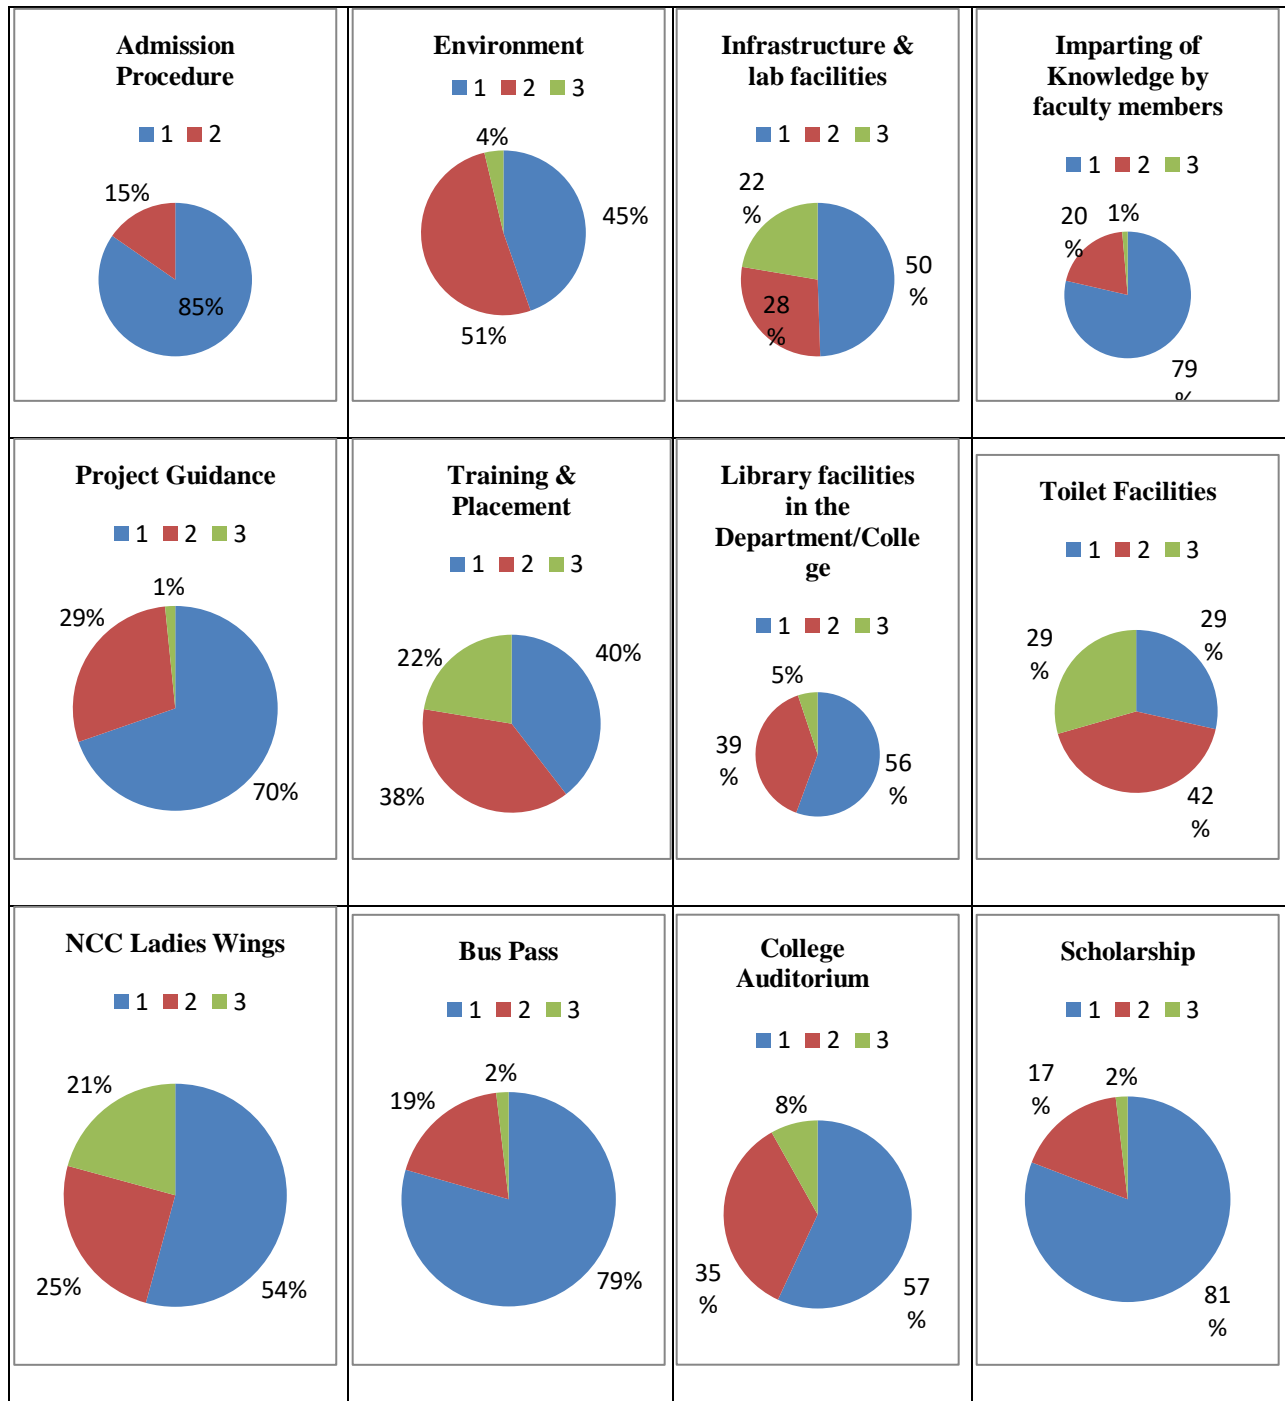 Admission
Procedure
1 2
15%
85%
Environment
1 2 3
4%
45%
51%
Infrastructure &
lab facilities
1 2 3
22
%
50
%
28
%
Imparting of
Knowledge by
faculty members
1 2 3
20
%
1%
79
%
Project Guidance
1 2 3
1%
29%
70%
Training &
Placement
1 2 3
22%
40%
38%
Library facilities
in the
Department/Colle
ge
1 2 3
5%
39
%
56
%
Toilet Facilities
1 2 3
29
%
29
%
42
%
NCC Ladies Wings
1 2 3
21%
25%
54%
Bus Pass
1 2 3
2%
19%
79%
College
Auditorium
1 2 3
8%
35
%
57
%
Scholarship
1 2 3
17
%
2%
81
%